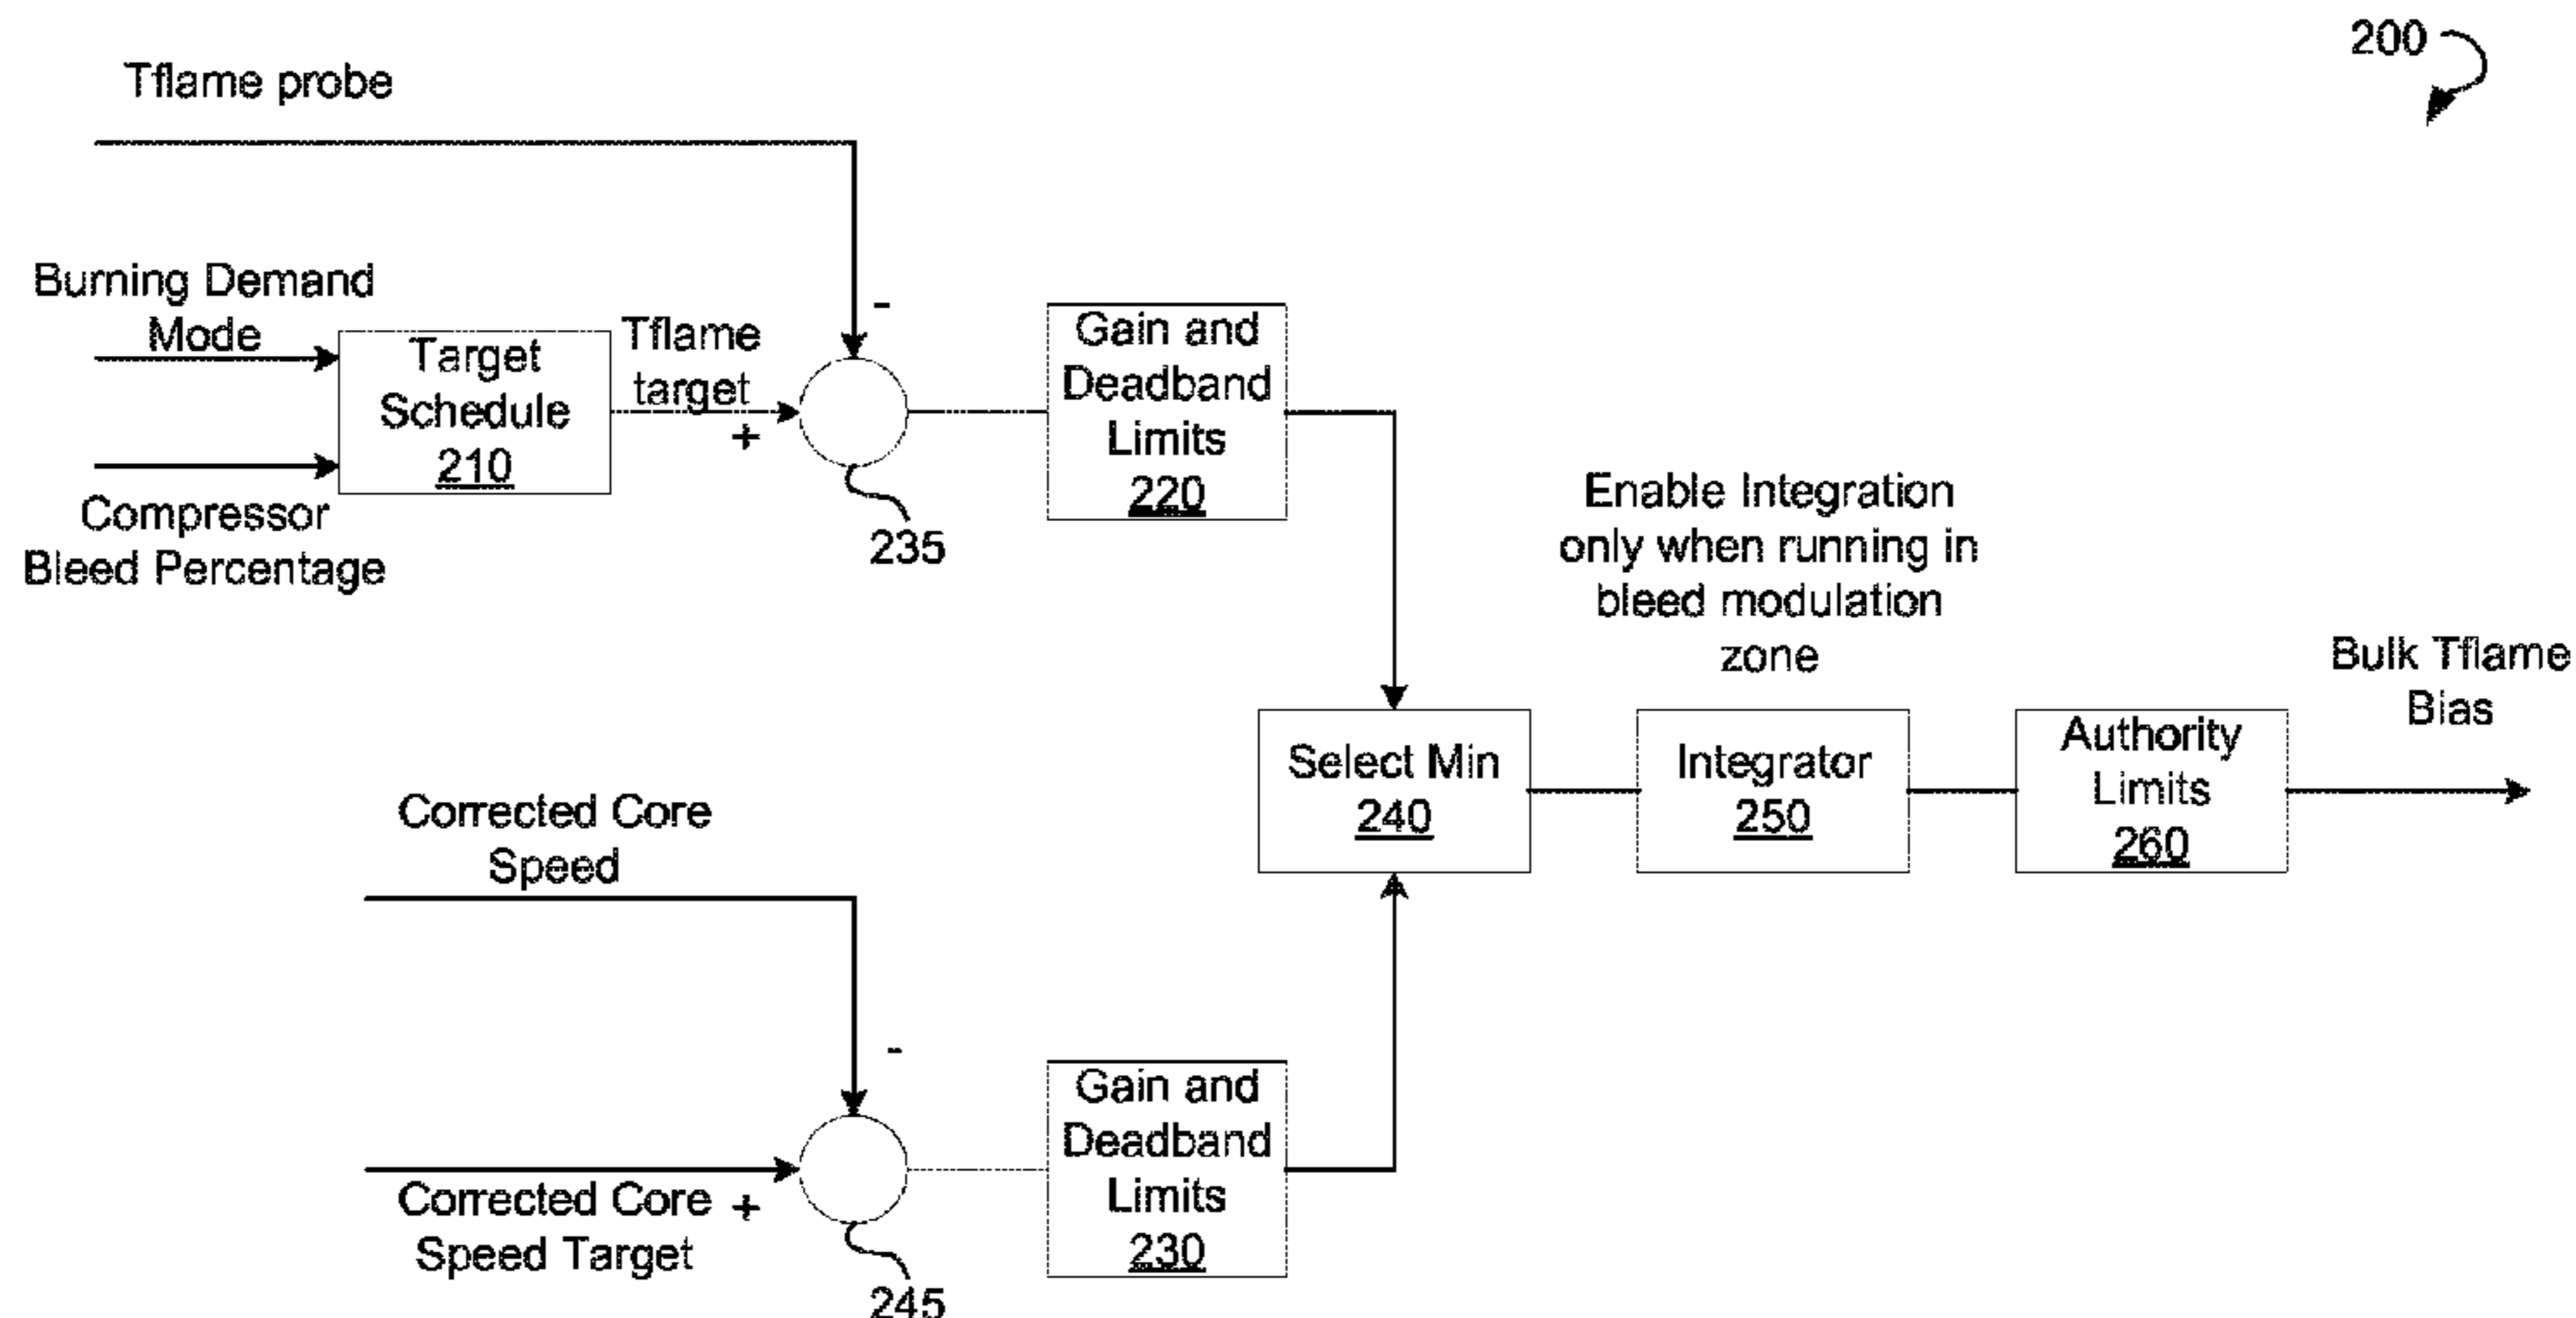 200
Tflame probe
-
Burning Demand
Mode
Target
Schedule
210
Compressor
Bleed Percentage
Tflame
target
+
235
Gain and
Deadband
Limits
220
Enable Integration
only when running in
bleed modulation
zone
Corrected Core
Speed
-
Corrected Core
Speed Target
+
245
Gain and
Deadband
Limits
230
Select Min
240
Integrator
250
Authority
Limits
260
Bulk Tflame
Bias